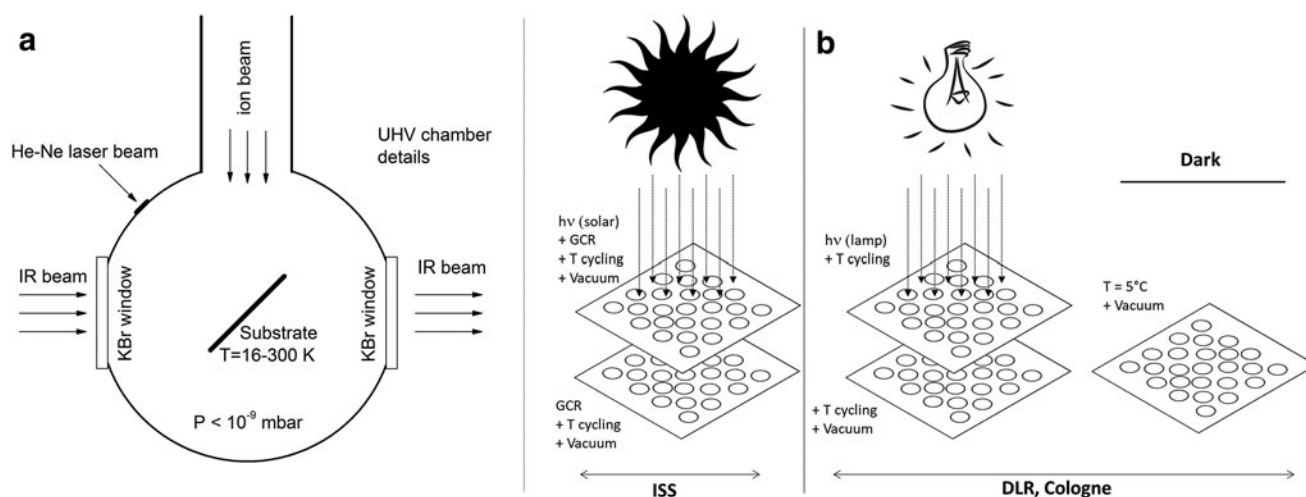 a
ion beam
UHV chamber
details
He-Ne laser beam
IR beam
KBr window
Substrate
T=16-300 K
KBr window
IR beam
P < 10⁻⁹ mbar
hν (solar)
+ GCR
+ T cycling
+ Vacuum
GCR
+ T cycling
+ Vacuum
ISS
b
hν (lamp)
+ T cycling
+ T cycling
+ Vacuum
Dark
T = 5°C
+ Vacuum
DLR, Cologne